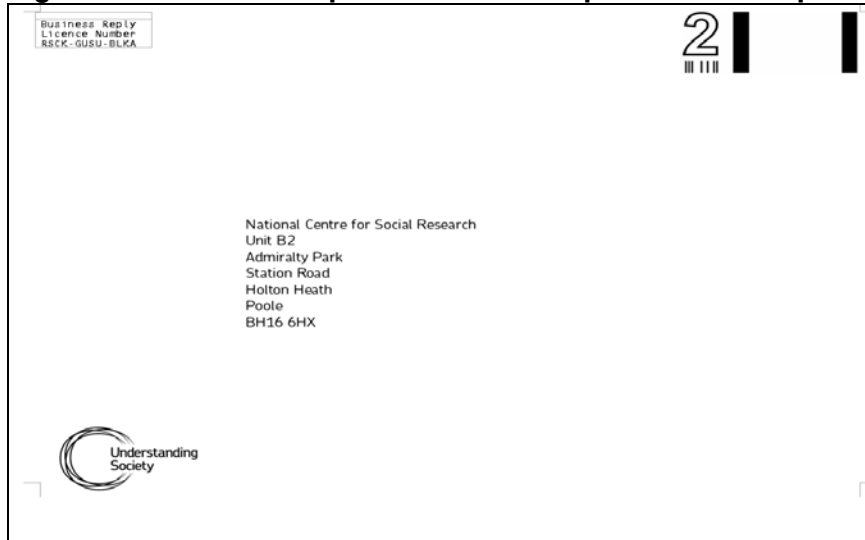 Business Reply
Licence Number
RSCK-GUSU-BLKA
2
National Centre for Social Research
Unit B2
Admiralty Park
Station Road
Holton Heath
Poole
BH16 6HX
Understanding
Society